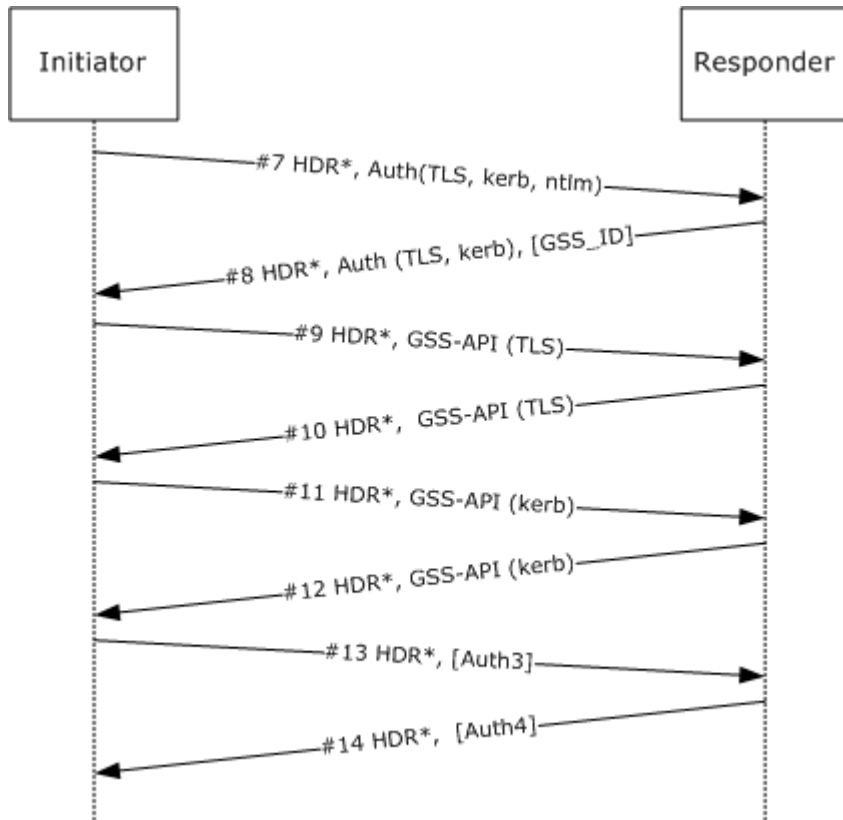 Initiator
Responder
#7 HDR*, Auth(TLS, kerb, ntlm)
#8 HDR*, Auth (TLS, kerb), [GSS_ID]
#9 HDR*, GSS-API (TLS)
#10 HDR*, GSS-API (TLS)
#11 HDR*, GSS-API (kerb)
#12 HDR*, GSS-API (kerb)
#13 HDR*, [Auth3]
#14 HDR*, [Auth4]